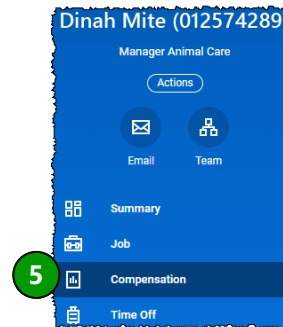 Dinah Mite (012574289
Manager Animal Care
Actions
Email Team
Summary
Job
5 Compensation
Time Off